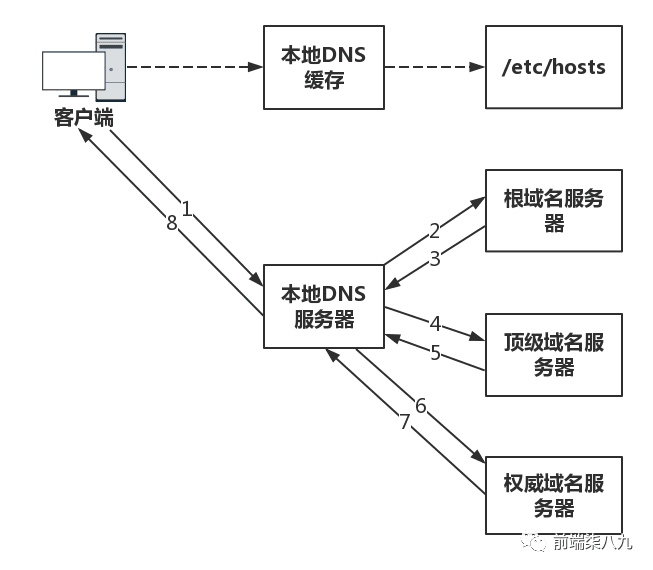 本地DNS
缓存
/etc/hosts
客户端
1
8
2
3
根域名服务
器
本地DNS
服务器
4
5
顶级域名服
务器
6
7
权威域名服
务器
前端柒八九